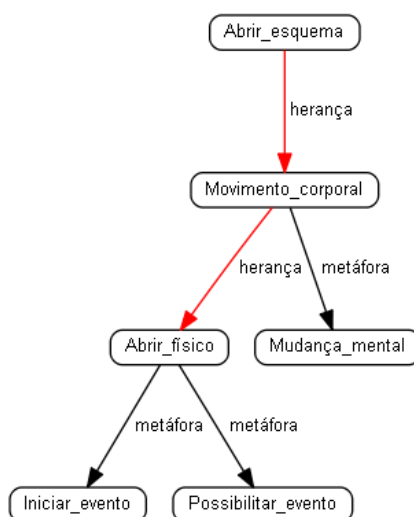 Abrir_esquema
herança
Movimento_corporal
herança
metáfora
Abrir_físico
Mudança_mental
metáfora
metáfora
Iniciar_evento
Possibilitar_evento